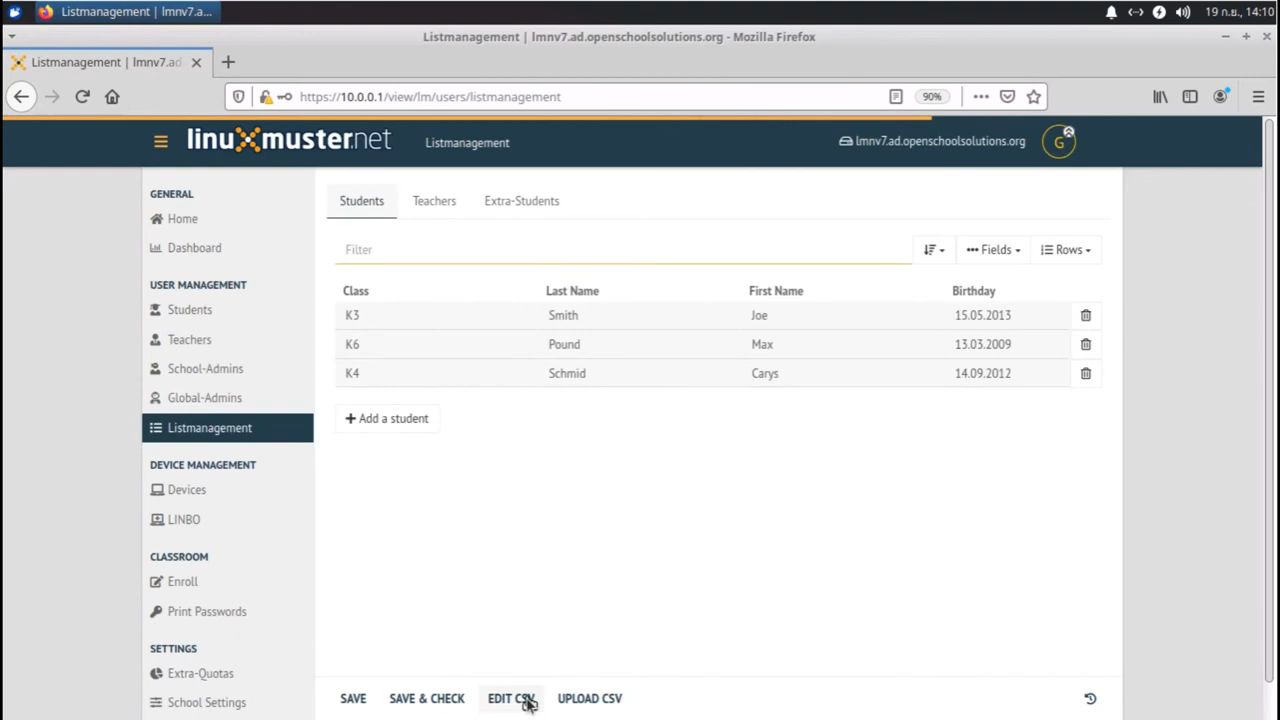 Listmanagement | lmnv7.a...
19 ก.ย., 14:10
Listmanagement | lmnv7.ad.openschoolsolutions.org - Mozilla Firefox
Listmanagement | lmnv7.ad
https://10.0.0.1/view/lm/users/listmanagement
90%
linuxmuster.net
Listmanagement
lmnv7.ad.openschoolsolutions.org
G
GENERAL
Home
Dashboard
USER MANAGEMENT
Students
Teachers
School-Admins
Global-Admins
Listmanagement
DEVICE MANAGEMENT
Devices
LINBO
CLASSROOM
Enroll
Print Passwords
SETTINGS
Extra-Quotas
School Settings
Students Teachers Extra-Students
Filter
Fields
Rows
Class Last Name First Name Birthday
K3 Smith Joe 15.05.2013
K6 Pound Max 13.03.2009
K4 Schmid Carys 14.09.2012
+ Add a student
SAVE SAVE & CHECK EDIT CSV UPLOAD CSV